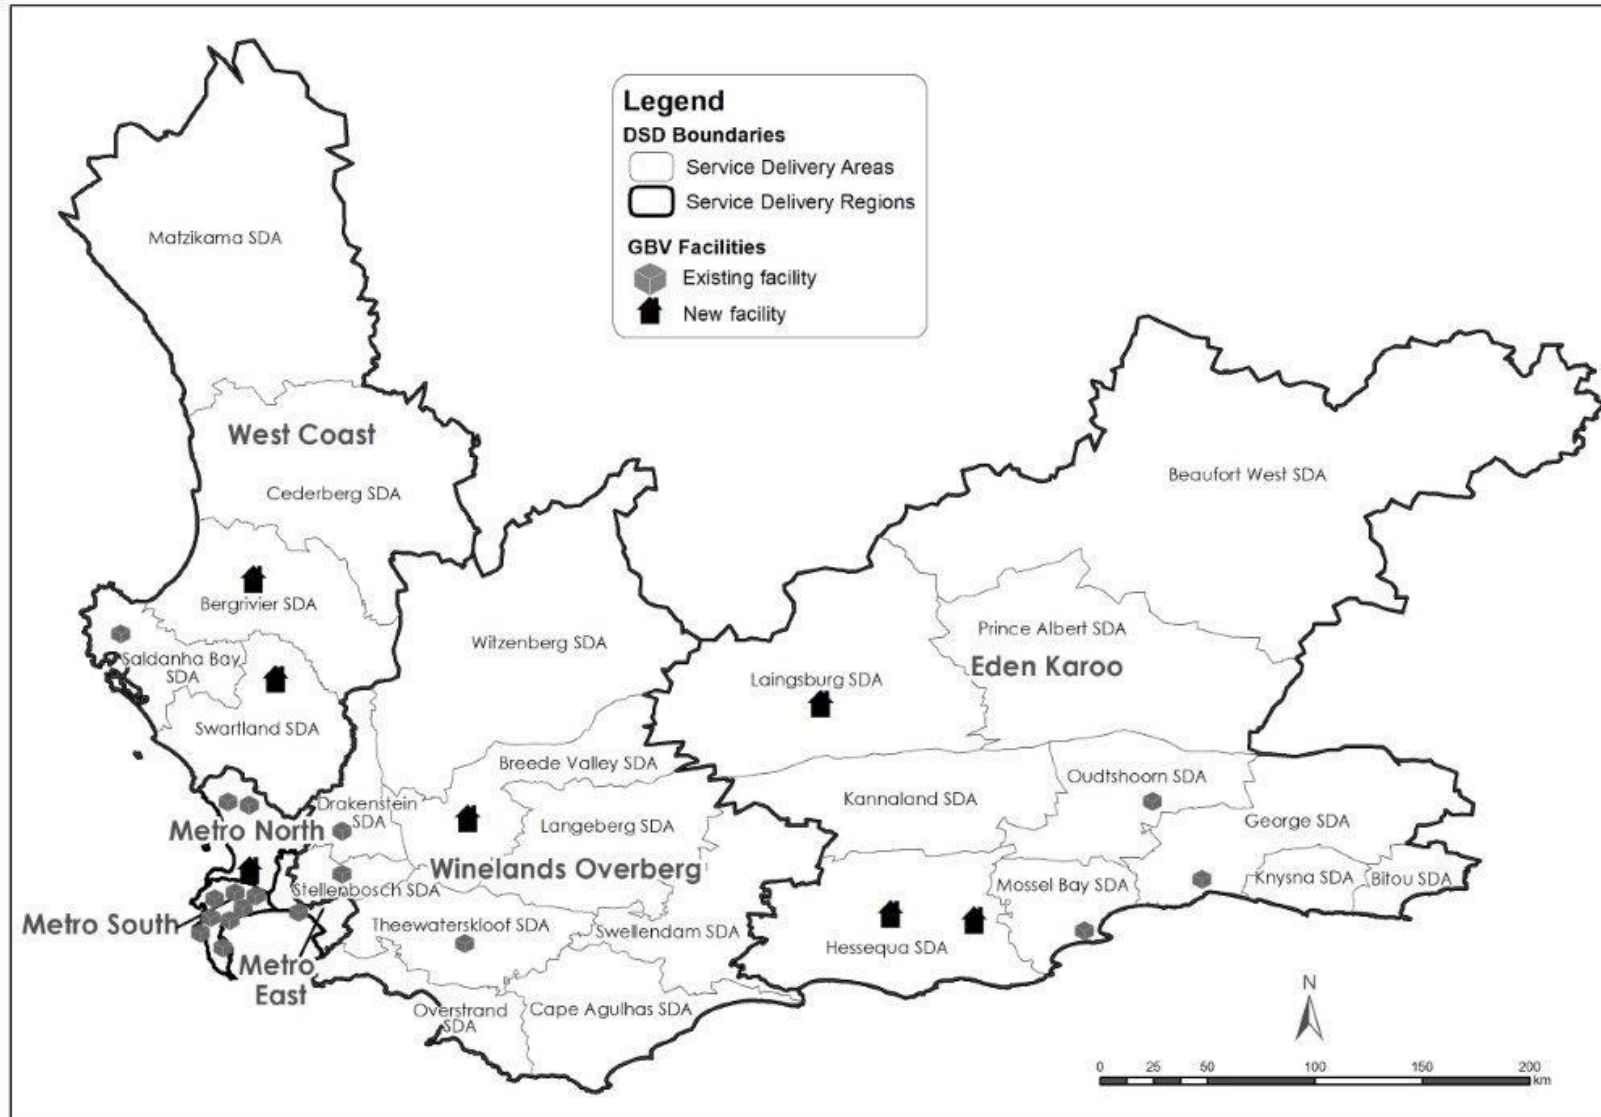 Legend
DSD Boundaries
Service Delivery Areas
Service Delivery Regions
GBV Facilities
Existing facility
New facility
Matzikama SDA
West Coast
Cederberg SDA
Beaufort West SDA
Bergrivier SDA
Witzenberg SDA
Prince Albert SDA
Eden Karoo
Saldanha Bay
SDA
Laingsburg SDA
Swartland SDA
Breede Valley SDA
Oudtshoorn SDA
Drakenstein
SDA
Kannaland SDA
Metro North
Langeberg SDA
George SDA
Winelands Overberg
Stellenbosch SDA
Mossel Bay SDA
Knysna SDA
Bitou SDA
Metro South
Theewaterskloof SDA
Swellendam SDA
Hessequa SDA
Metro
East
Overstrand
SDA
Cape Agulhas SDA
N
0 25 50 100 150 200
km